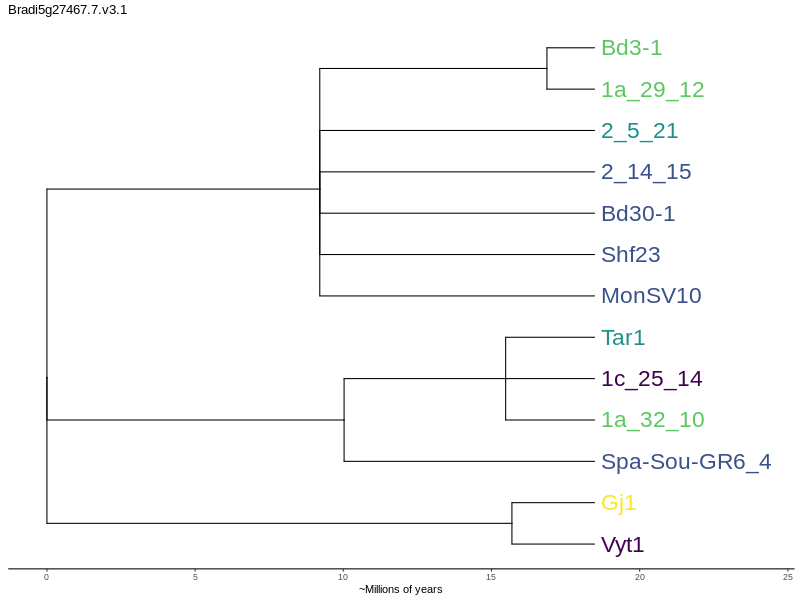 Bradi5g27467.7.v3.1
Bd3-1
1a_29_12
2_5_21
2_14_15
Bd30-1
Shf23
MonSV10
Tar1
1c_25_14
1a_32_10
Spa-Sou-GR6_4
Gj1
Vyt1
0 5 10 15 20 25
~Millions of years